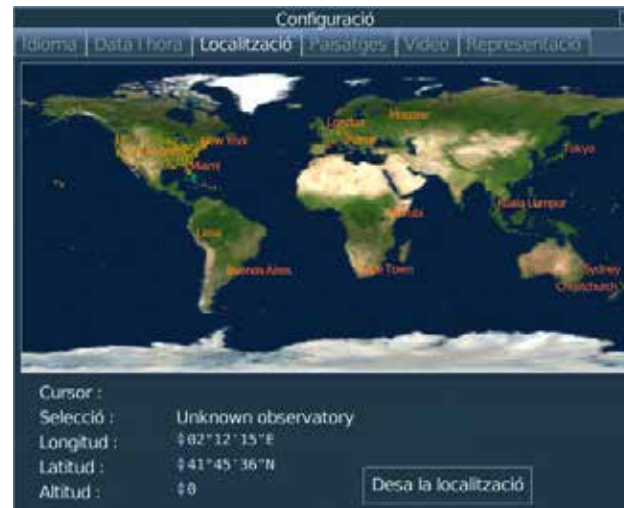 Configuració
Idioma Data i hora Localització Paisatges Vídeo Representació
London Moscow
New York Tokyo
Miami
Kuala Lumpur
Lima
Buenos Aires Cape Town Sydney
Christchurch
Cursor :
Selecció : Unknown observatory
Longitud : 02°12'15"E
Latitud : 41°45'36"N
Altitud : 0
Desa la localització